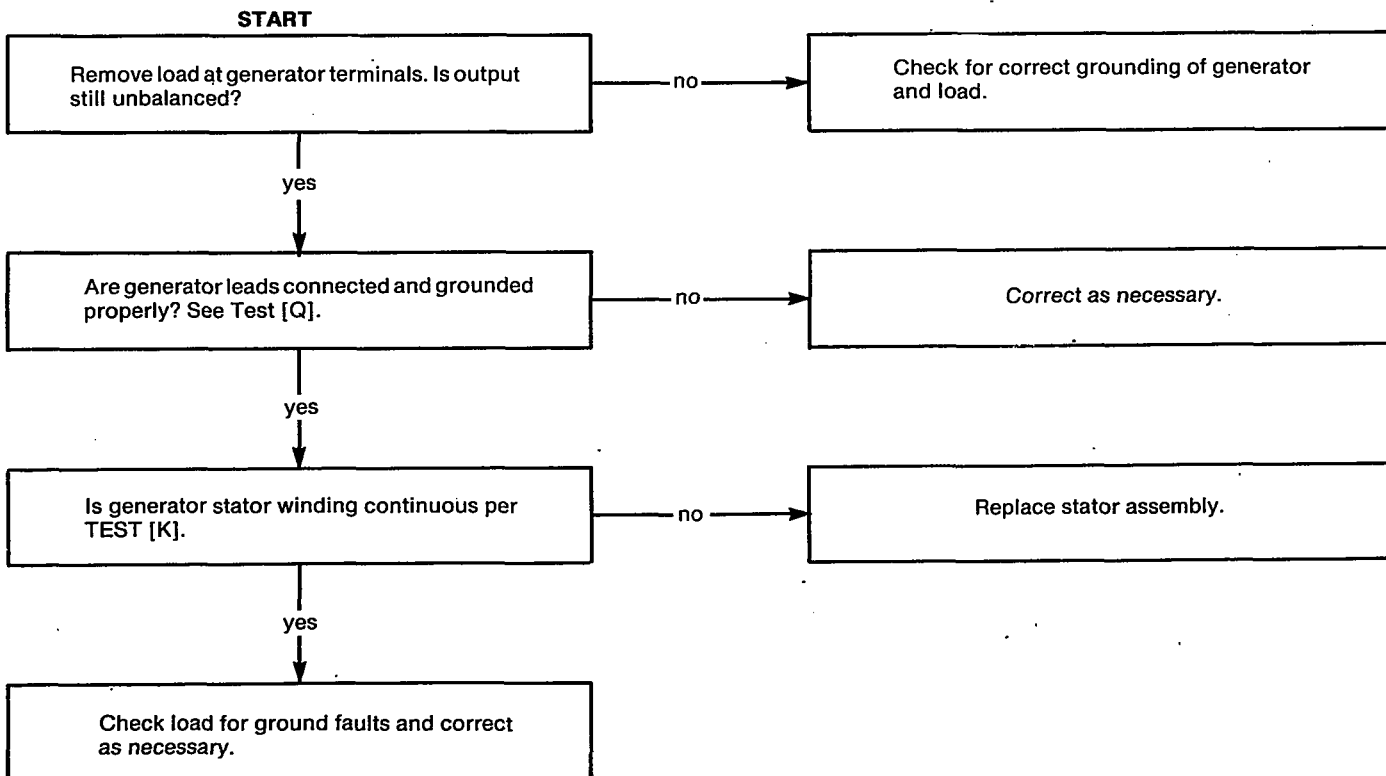 START
Remove load at generator terminals. Is output
still unbalanced?
no
Check for correct grounding of generator
and load.
yes
Are generator leads connected and grounded
properly? See Test [Q].
no
Correct as necessary.
yes
Is generator stator winding continuous per
TEST [K].
no
Replace stator assembly.
yes
Check load for ground faults and correct
as necessary.